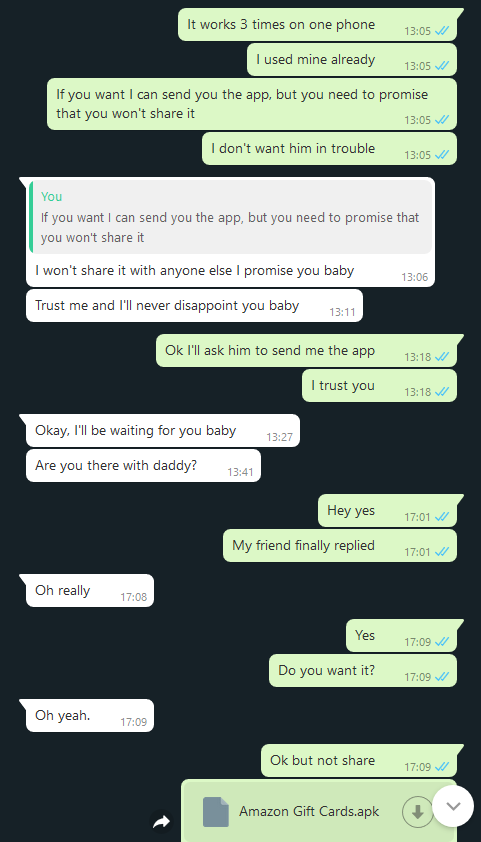 It works 3 times on one phone
13:05
I used mine already
13:05
If you want I can send you the app, but you need to promise
that you won't share it
13:05
I don't want him in trouble
13:05
You
If you want I can send you the app, but you need to promise that
you won't share it
I won't share it with anyone else I promise you baby
13:06
Trust me and I'll never disappoint you baby
13:11
Ok I'll ask him to send me the app
13:18
I trust you
13:18
Okay, I'll be waiting for you baby
13:27
Are you there with daddy?
13:41
Hey yes
17:01
My friend finally replied
17:01
Oh really
17:08
Yes
17:09
Do you want it?
17:09
Oh yeah.
17:09
Ok but not share
17:09
Amazon Gift Cards.apk